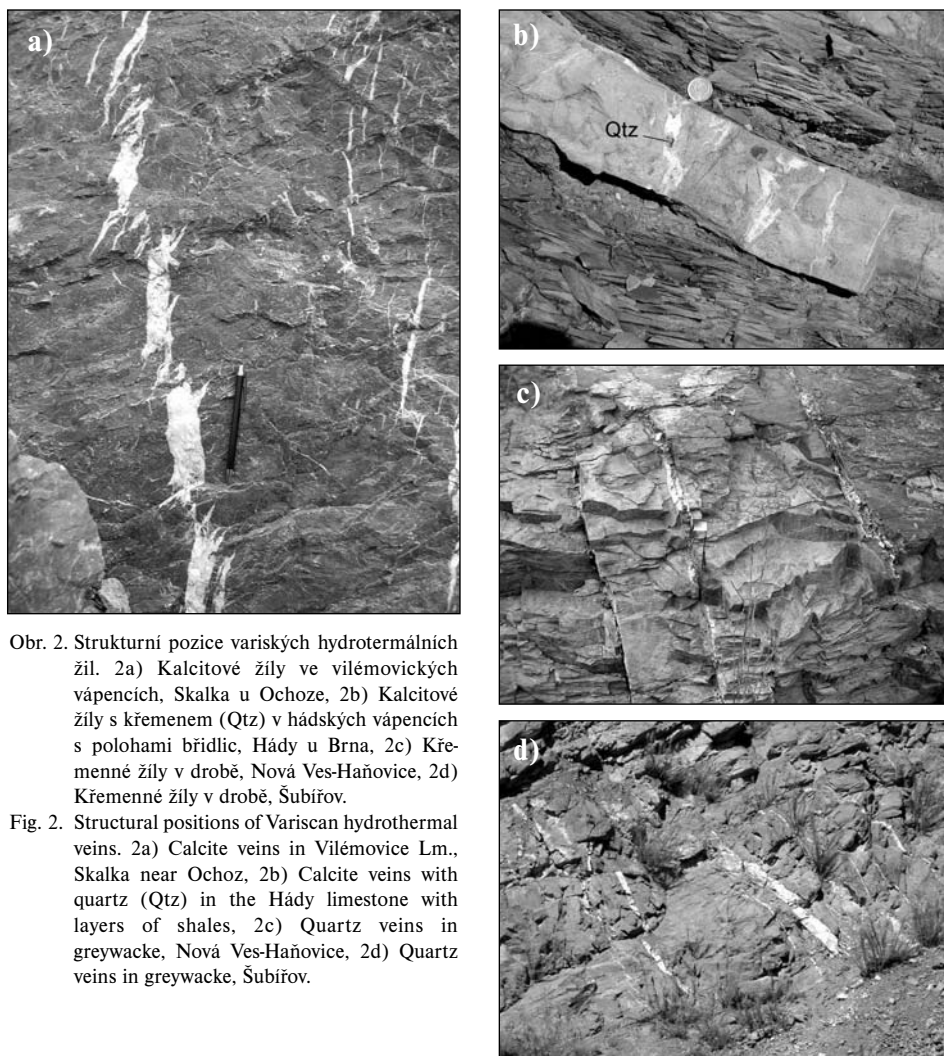 a)
b)
Qtz
c)
d)
Obr. 2. Strukturní pozice variských hydrotermálních
žil. 2a) Kalcitové žíly ve vilémovických
vápencích, Skalka u Ochoze, 2b) Kalcitové
žíly s křemenem (Qtz) v hádských vápencích
s polohami břidlic, Hády u Brna, 2c) Kře-
menné žíly v drobě, Nová Ves-Haňovice, 2d)
Křemenné žíly v drobě, Šubířov.
Fig. 2. Structural positions of Variscan hydrothermal
veins. 2a) Calcite veins in Vilémovice Lm.,
Skalka near Ochoz, 2b) Calcite veins with
quartz (Qtz) in the Hády limestone with
layers of shales, 2c) Quartz veins in
greywacke, Nová Ves-Haňovice, 2d) Quartz
veins in greywacke, Šubířov.